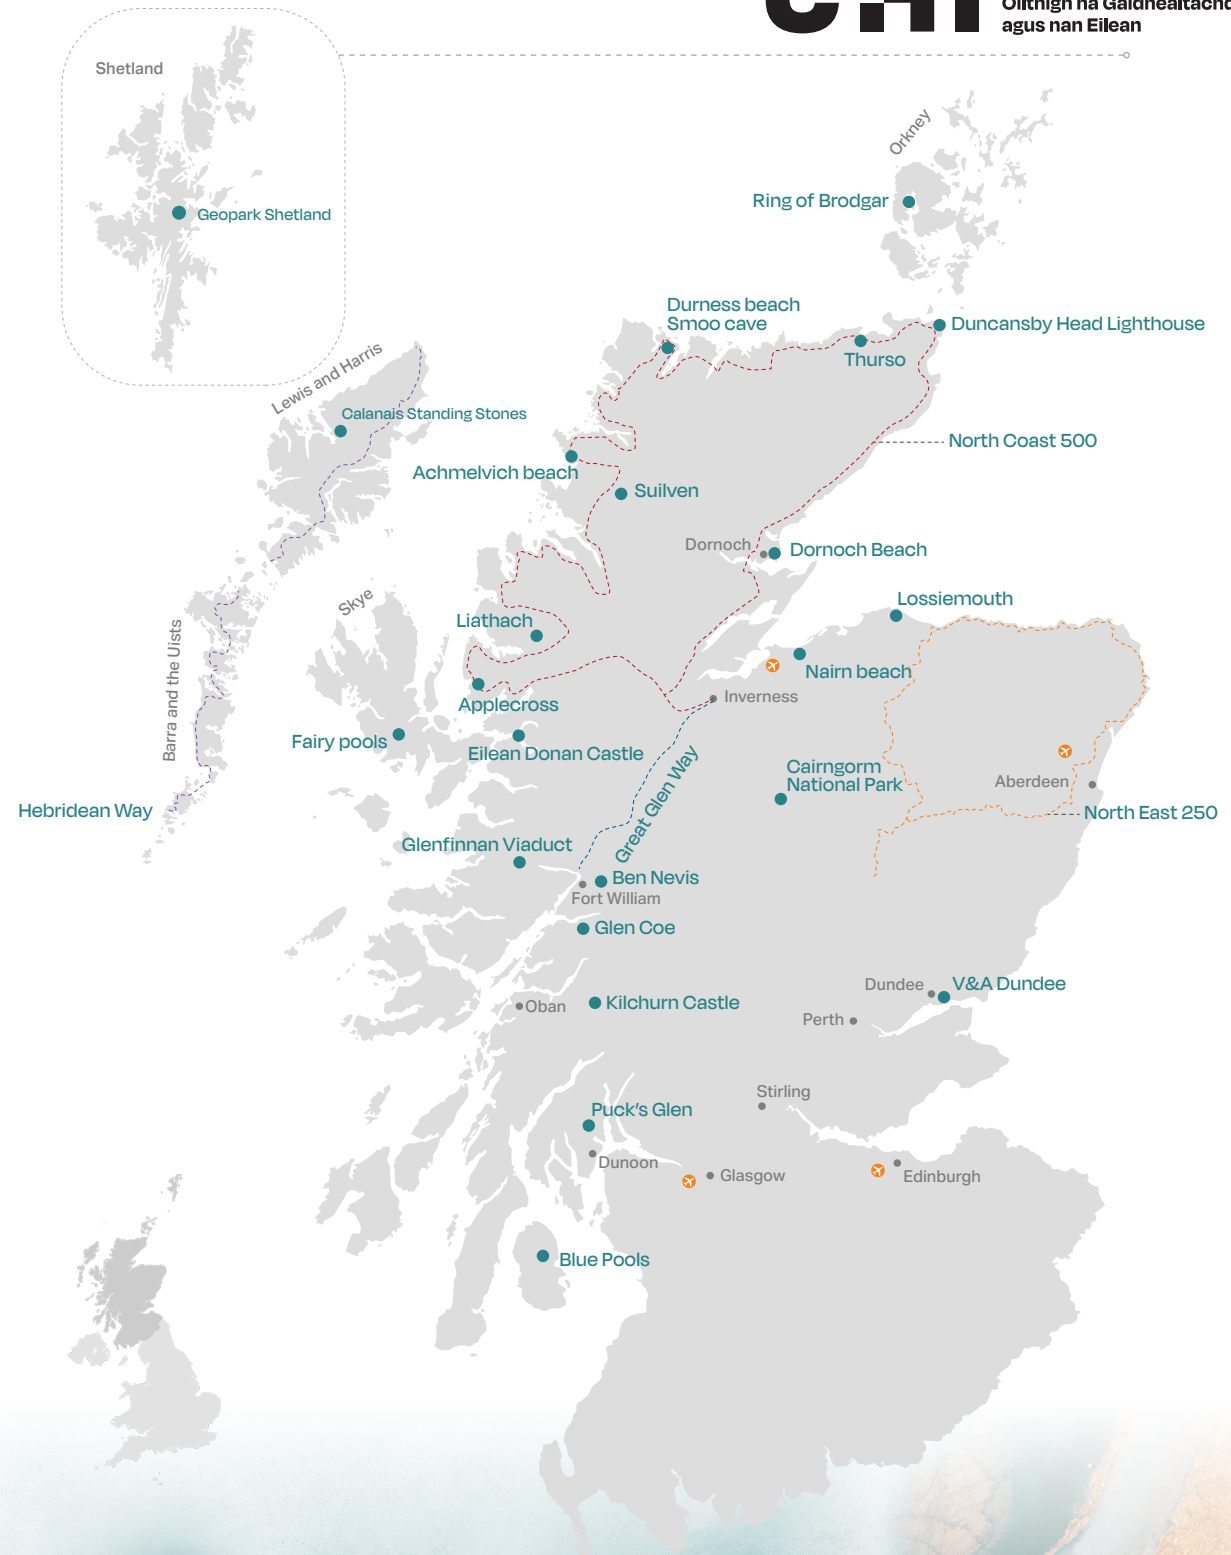 agus nan Eilean
Shetland
Geopark Shetland
Orkney
Ring of Brodgar
Durness beach
Smoo cave
Duncansby Head Lighthouse
Thurso
Lewis and Harris
Calanais Standing Stones
North Coast 500
Achmelvich beach
Suilven
Dornoch
Dornoch Beach
Skye
Lossiemouth
Liathach
Barra and the Uists
Nairn beach
Inverness
Applecross
Fairy pools
Eilean Donan Castle
Cairngorm
National Park
Aberdeen
Hebridean Way
Great Glen Way
North East 250
Glenfinnan Viaduct
Ben Nevis
Fort William
Glen Coe
Dundee
V&A Dundee
Oban
Kilchurn Castle
Perth
Stirling
Puck's Glen
Dunoon
Glasgow
Edinburgh
Blue Pools